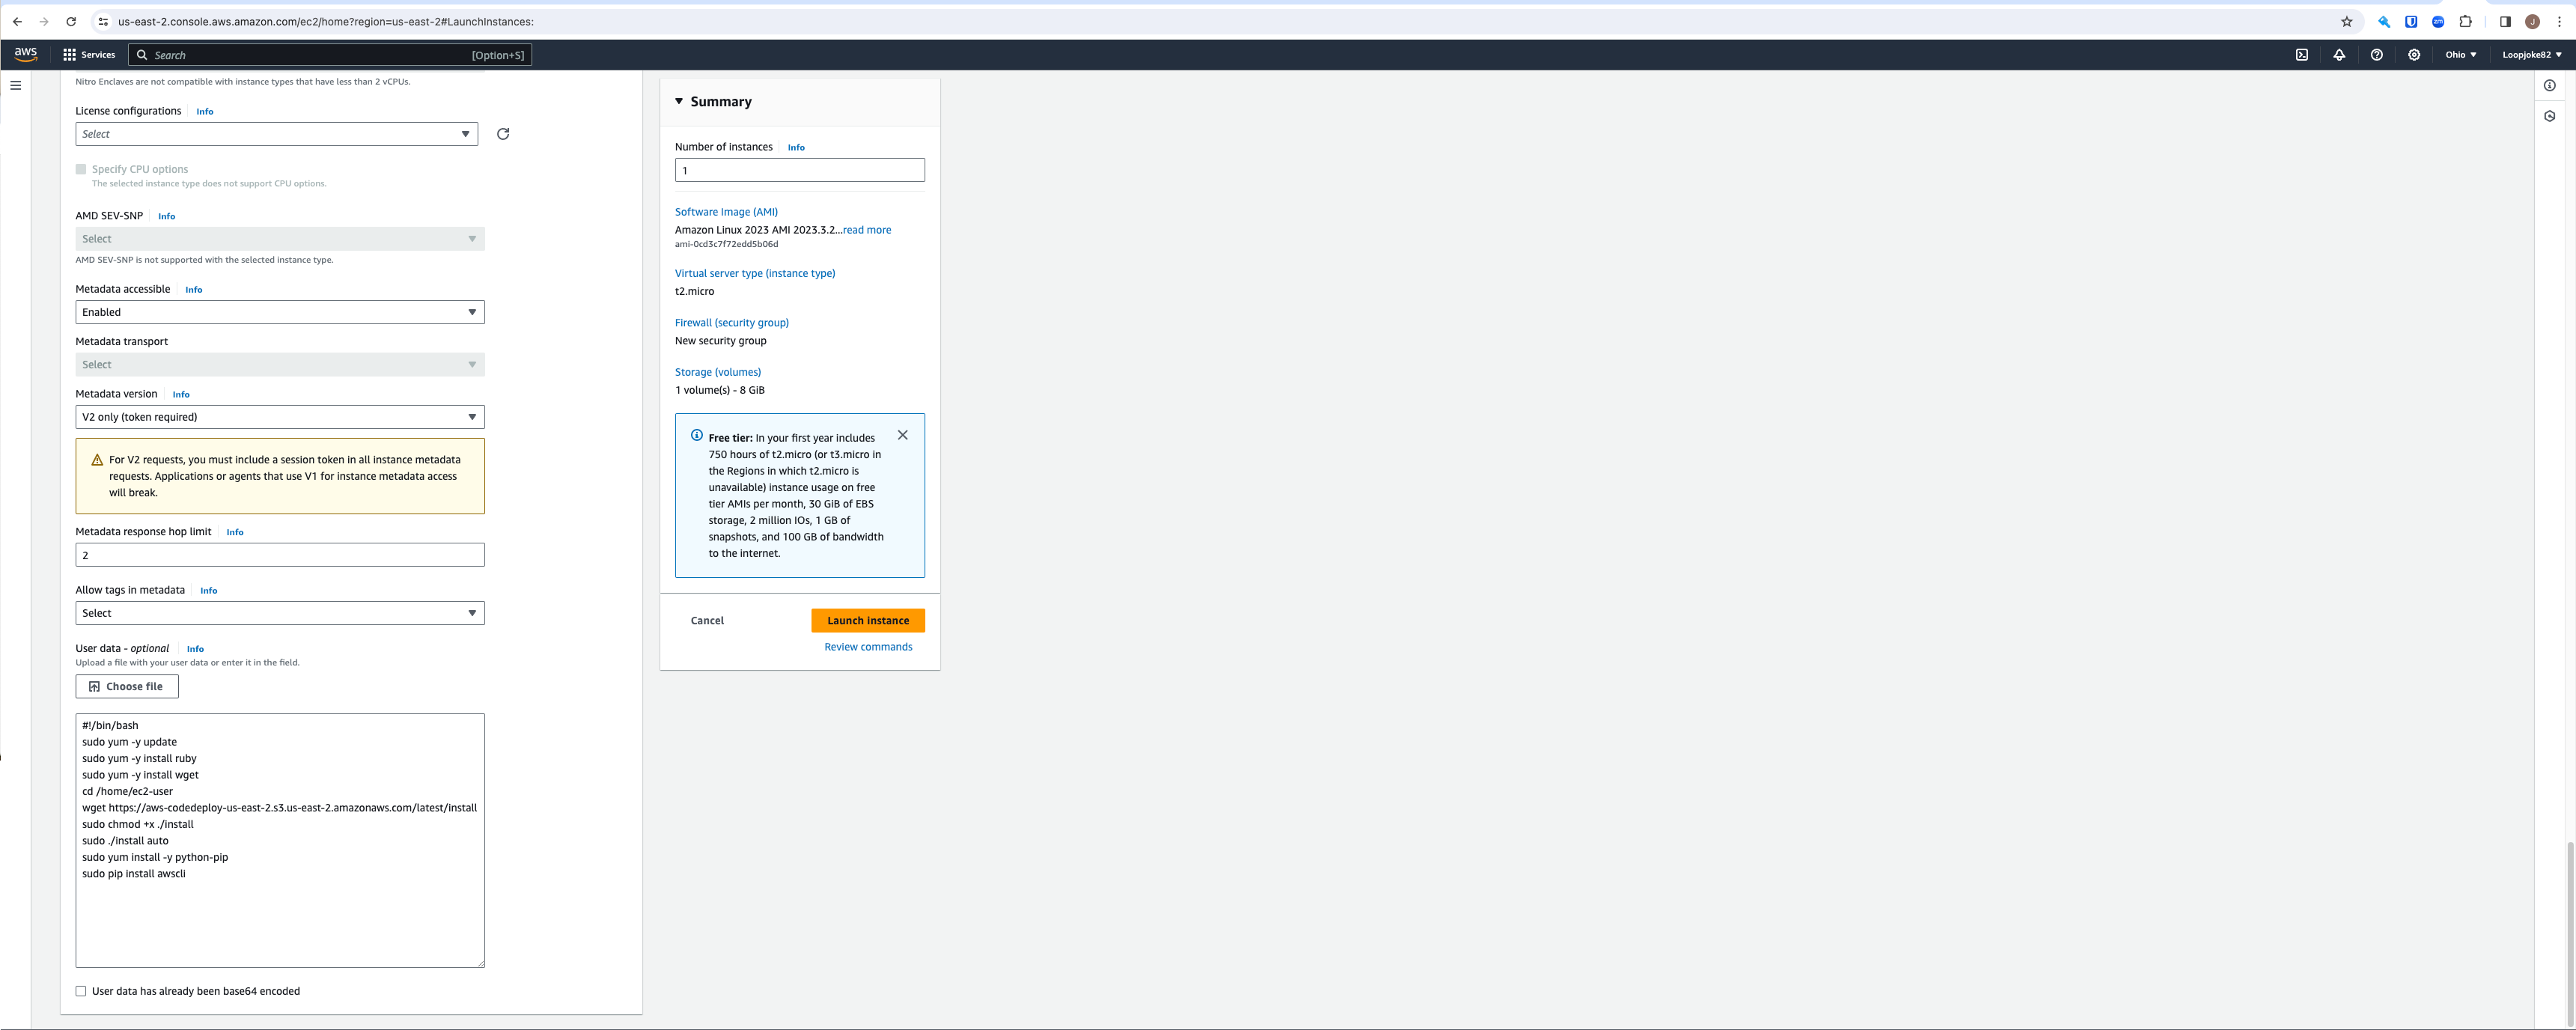 us-east-2.console.aws.amazon.com/ec2/home?region=us-east-2#LaunchInstances:
zm
J
aws
Services
Search
[Option+S]
Ohio
Loopjoke82
Nitro Enclaves are not compatible with instance types that have less than 2 vCPUs.
License configurations
Info
Select
Specify CPU options
The selected instance type does not support CPU options.
AMD SEV-SNP
Info
Select
AMD SEV-SNP is not supported with the selected instance type.
Metadata accessible
Info
Enabled
Metadata transport
Select
Metadata version
Info
V2 only (token required)
For V2 requests, you must include a session token in all instance metadata
requests. Applications or agents that use V1 for instance metadata access
will break.
Metadata response hop limit
Info
2
Allow tags in metadata
Info
Select
User data - optional
Info
Upload a file with your user data or enter it in the field.
Choose file
#!/bin/bash
sudo yum -y update
sudo yum -y install ruby
sudo yum -y install wget
cd /home/ec2-user
wget https://aws-codedeploy-us-east-2.s3.us-east-2.amazonaws.com/latest/install
sudo chmod +x ./install
sudo ./install auto
sudo yum install -y python-pip
sudo pip install awscli
User data has already been base64 encoded
Summary
Number of instances
Info
1
Software Image (AMI)
Amazon Linux 2023 AMI 2023.3.2...read more
ami-0cd3c7f72edd5b06d
Virtual server type (instance type)
t2.micro
Firewall (security group)
New security group
Storage (volumes)
1 volume(s) - 8 GiB
Free tier: In your first year includes
750 hours of t2.micro (or t3.micro in
the Regions in which t2.micro is
unavailable) instance usage on free
tier AMIs per month, 30 GiB of EBS
storage, 2 million IOs, 1 GB of
snapshots, and 100 GB of bandwidth
to the internet.
Cancel
Launch instance
Review commands